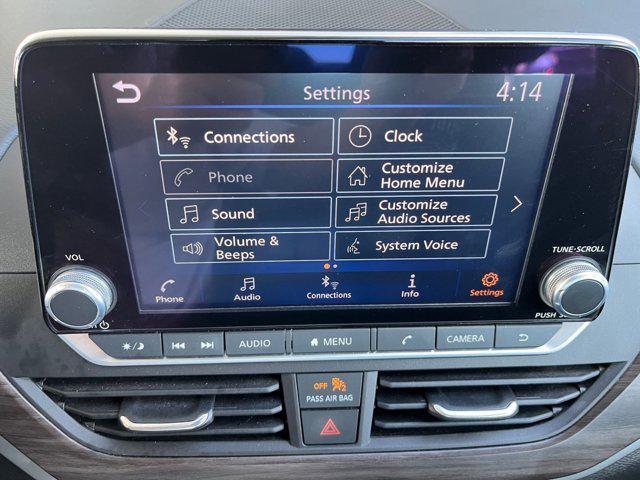 Settings
4:14
Connections
Clock
Phone
Customize
Home Menu
Sound
Customize
Audio Sources
Volume &
Beeps
System Voice
Phone
Audio
Connections
Info
Settings
VOL
TUNE·SCROLL
PUSH
AUDIO
MENU
CAMERA
OFF
PASS AIR BAG